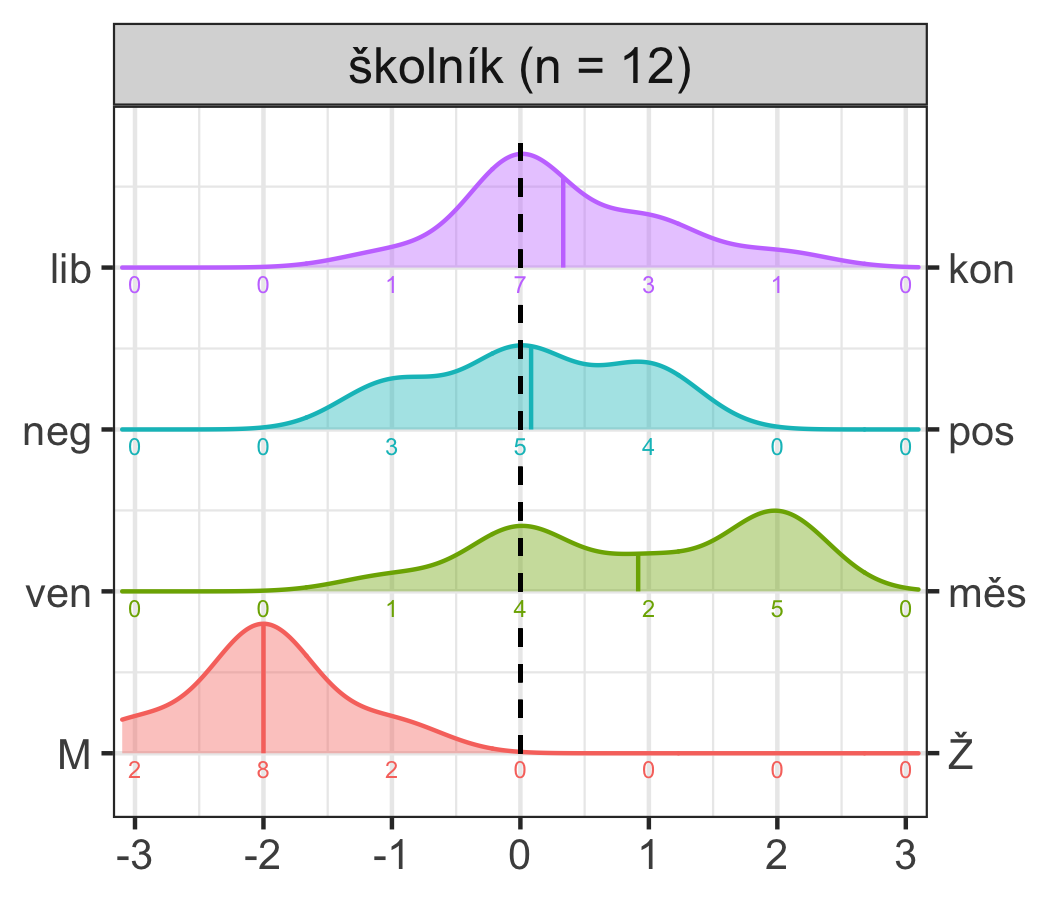 školník (n = 12)
lib kon
0 0 1 7 3 1 0
neg pos
0 0 3 5 4 0 0
ven měs
0 0 1 4 2 5 0
M Ž
2 8 2 0 0 0 0
-3 -2 -1 0 1 2 3